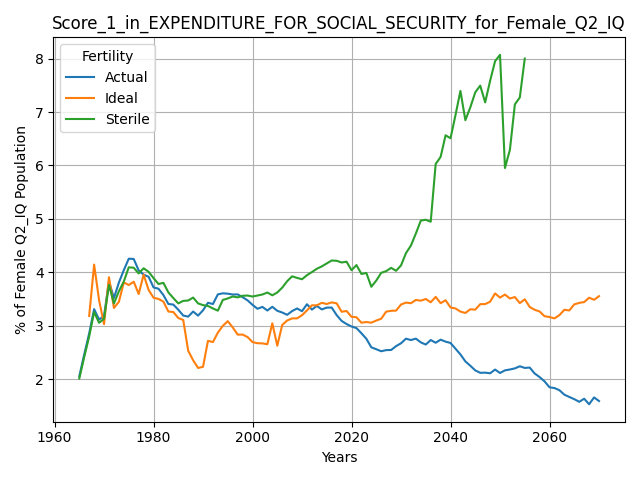 Score_1_in_EXPENDITURE_FOR_SOCIAL_SECURITY_for_Female_Q2_IQ
Fertility
Actual
Ideal
Sterile
% of Female Q2_IQ Population
8
7
6
5
4
3
2
1960
1980
2000
2020
2040
2060
Years